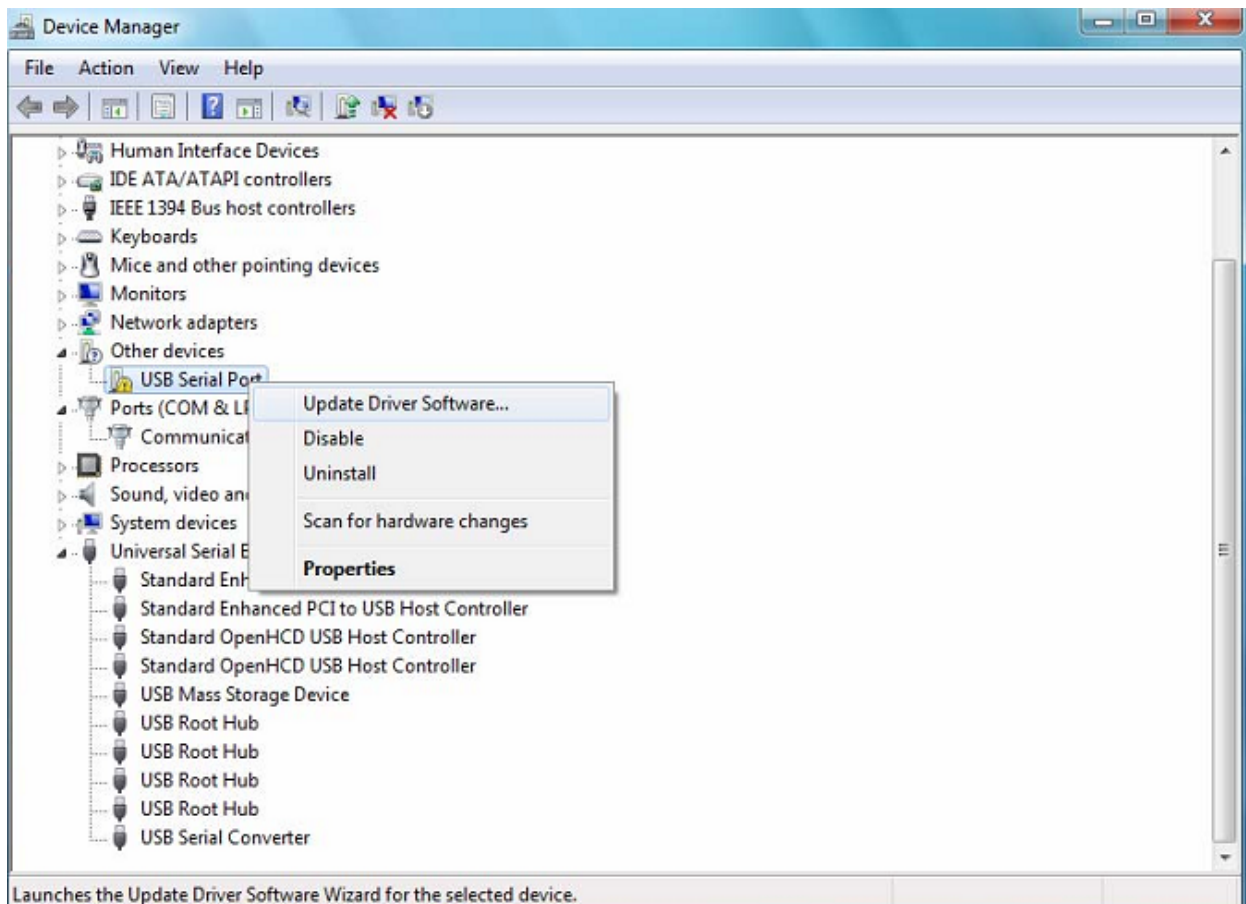 Device Manager
File Action View Help
Human Interface Devices
IDE ATA/ATAPI controllers
IEEE 1394 Bus host controllers
Keyboards
Mice and other pointing devices
Monitors
Network adapters
Other devices
USB Serial Port
Ports (COM &
Processors
Sound, video
System devices
Universal Serial
Standard
Standard Enhanced PCI to USB Host Controller
Standard OpenHCD USB Host Controller
Standard OpenHCD USB Host Controller
USB Mass Storage Device
USB Root Hub
USB Root Hub
USB Root Hub
USB Root Hub
USB Serial Converter
Update Driver Software...
Disable
Uninstall
Scan for hardware changes
Properties
Launches the Update Driver Software Wizard for the selected device.